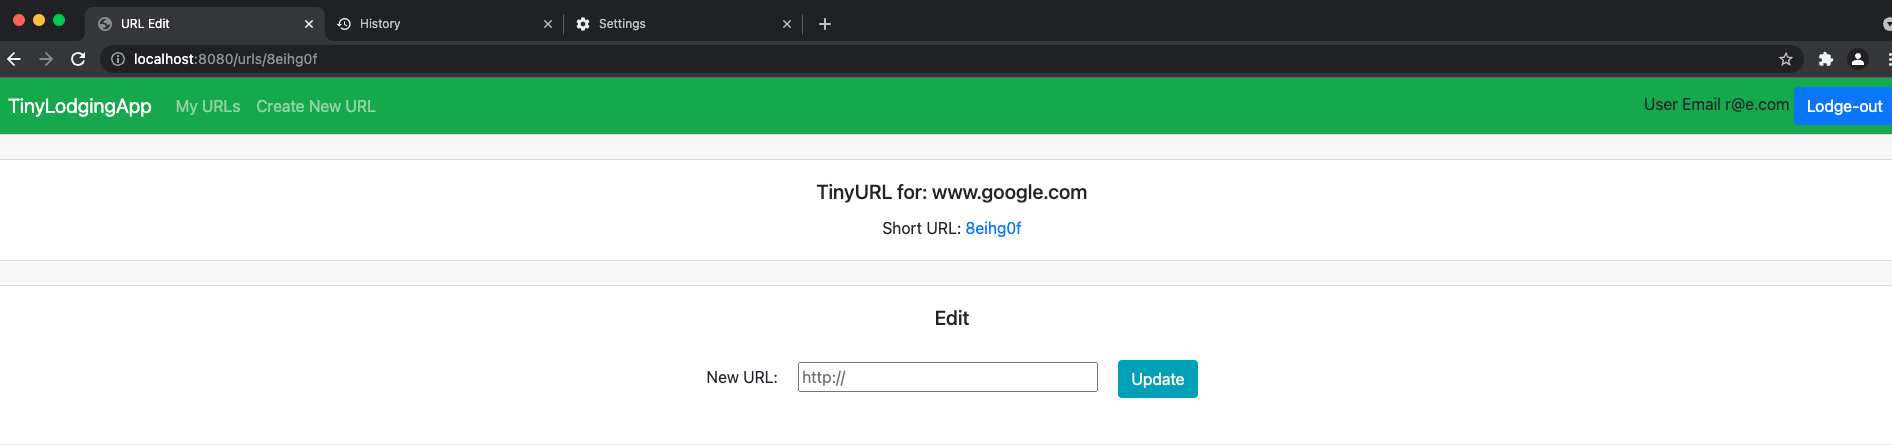 URL Edit
History
Settings
localhost:8080/urls/8eihg0f
TinyLodgingApp My URLs Create New URL User Email r@e.com Lodge-out
TinyURL for: www.google.com
Short URL: 8eihg0f
Edit
New URL: http:// Update